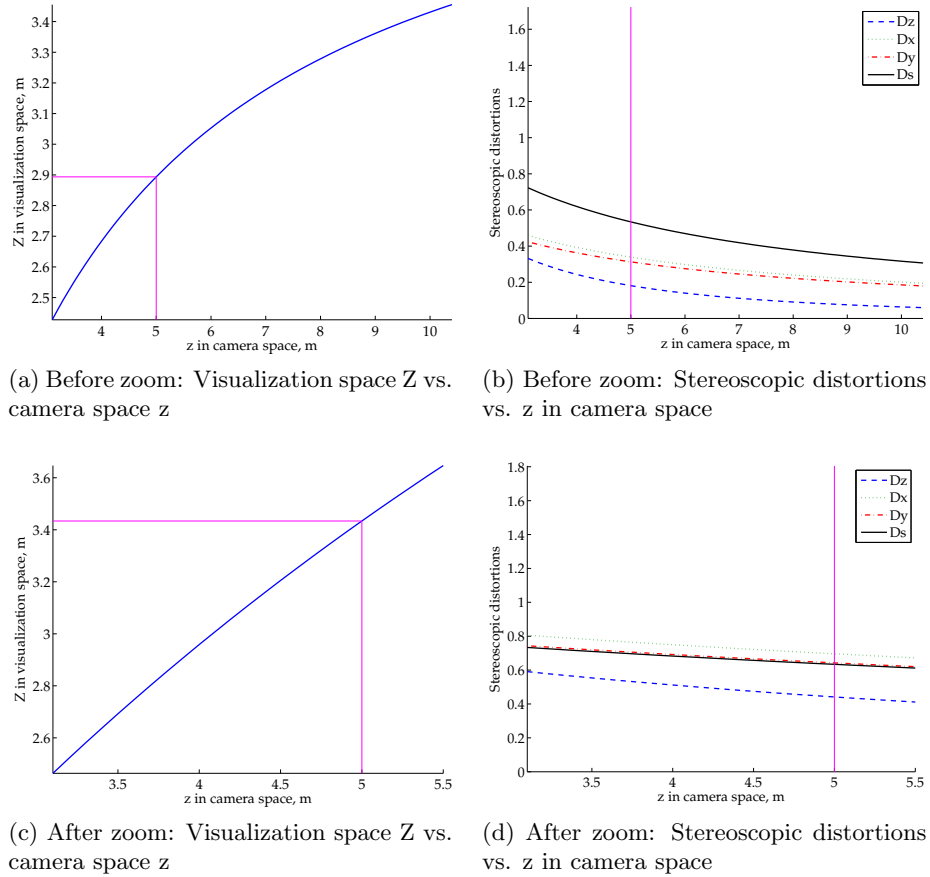 3.4
3.3
3.2
3.1
3
2.9
2.8
2.7
2.6
2.5
Z in visualization space, m
4 5 6 7 8 9 10
z in camera space, m
1.6
1.4
1.2
1
0.8
0.6
0.4
0.2
0
Stereoscopic distortions
4 5 6 7 8 9 10
z in camera space, m
Dz
Dx
Dy
Ds
(a) Before zoom: Visualization space Z vs.
camera space z
(b) Before zoom: Stereoscopic distortions
vs. z in camera space
3.6
3.4
3.2
3
2.8
2.6
Z in visualization space, m
3.5 4 4.5 5 5.5
z in camera space, m
1.8
1.6
1.4
1.2
1
0.8
0.6
0.4
0.2
0
Stereoscopic distortions
3.5 4 4.5 5 5.5
z in camera space, m
Dz
Dx
Dy
Ds
(c) After zoom: Visualization space Z vs.
camera space z
(d) After zoom: Stereoscopic distortions
vs. z in camera space